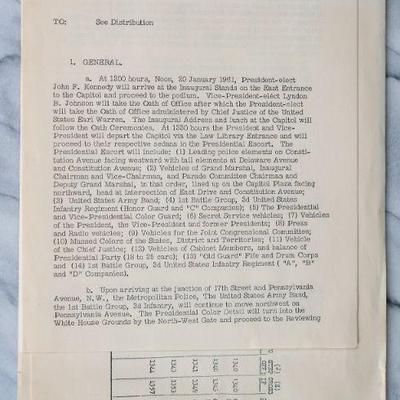 TO: See Distribution
1. GENERAL.
a. At 1200 hours, Noon, 20 January 1961, President-elect
John F. Kennedy will arrive at the Inaugural Stands on the East Entrance
to the Capitol and proceed to the podium. Vice-President-elect Lyndon
B. Johnson will take the Oath of Office after which the President-elect
will take the Oath of Office administered by Chief Justice of the United
States Earl Warren. The Inaugural Address and lunch at the Capitol will
follow the Oath Ceremonies. At 1330 hours the President and Vice-
President will depart the Capitol via the Law Library Entrance and will
proceed to their respective sedans in the Presidential Escort. The
Presidential Escort will include: (1) Leading police elements on Consti-
tution Avenue facing westward with tail elements at Delaware Avenue
and Constitution Avenue; (2) Vehicles of Grand Marshal, Inaugural
Chairman and Vice-Chairman, and Parade Committee Chairman and
Deputy Grand Marshal, in that order, lined up on the Capitol Plaza facing
northward, head at intersection of East Drive and Constitution Avenue;
(3) United States Army Band; (4) 1st Battle Group, 3d United States
Infantry Regiment (Honor Guard and "C" Companies); (5) The Presidential
and Vice-Presidential Color Guard; (6) Secret Service vehicles; (7) Vehicles
of the President, the Vice-President and former Presidents; (8) Press
and Radio vehicles; (9) Vehicles for the Joint Congressional Committee;
(10) Manned Colors of the States, District and Territories; (11) Vehicle
of the Chief Justice; (12) Vehicles of Cabinet Members, and balance of
Presidential Party (18 to 25 cars); (13) "Old Guard" File and Drum Corps
and (14) 1st Battle Group, 3d United States Infantry Regiment ( "A", "B"
and "D" Companies).
b. Upon arriving at the junction of 17th Street and Pennsylvania
Avenue, N.W., the Metropolitan Police, The United States Army Band,
the 1st Battle Group, 3d Infantry, will continue to move northwest on
Pennsylvania Avenue. The Presidential Color Detail will turn into the
White House Grounds by the North-West Gate and proceed to the Reviewing